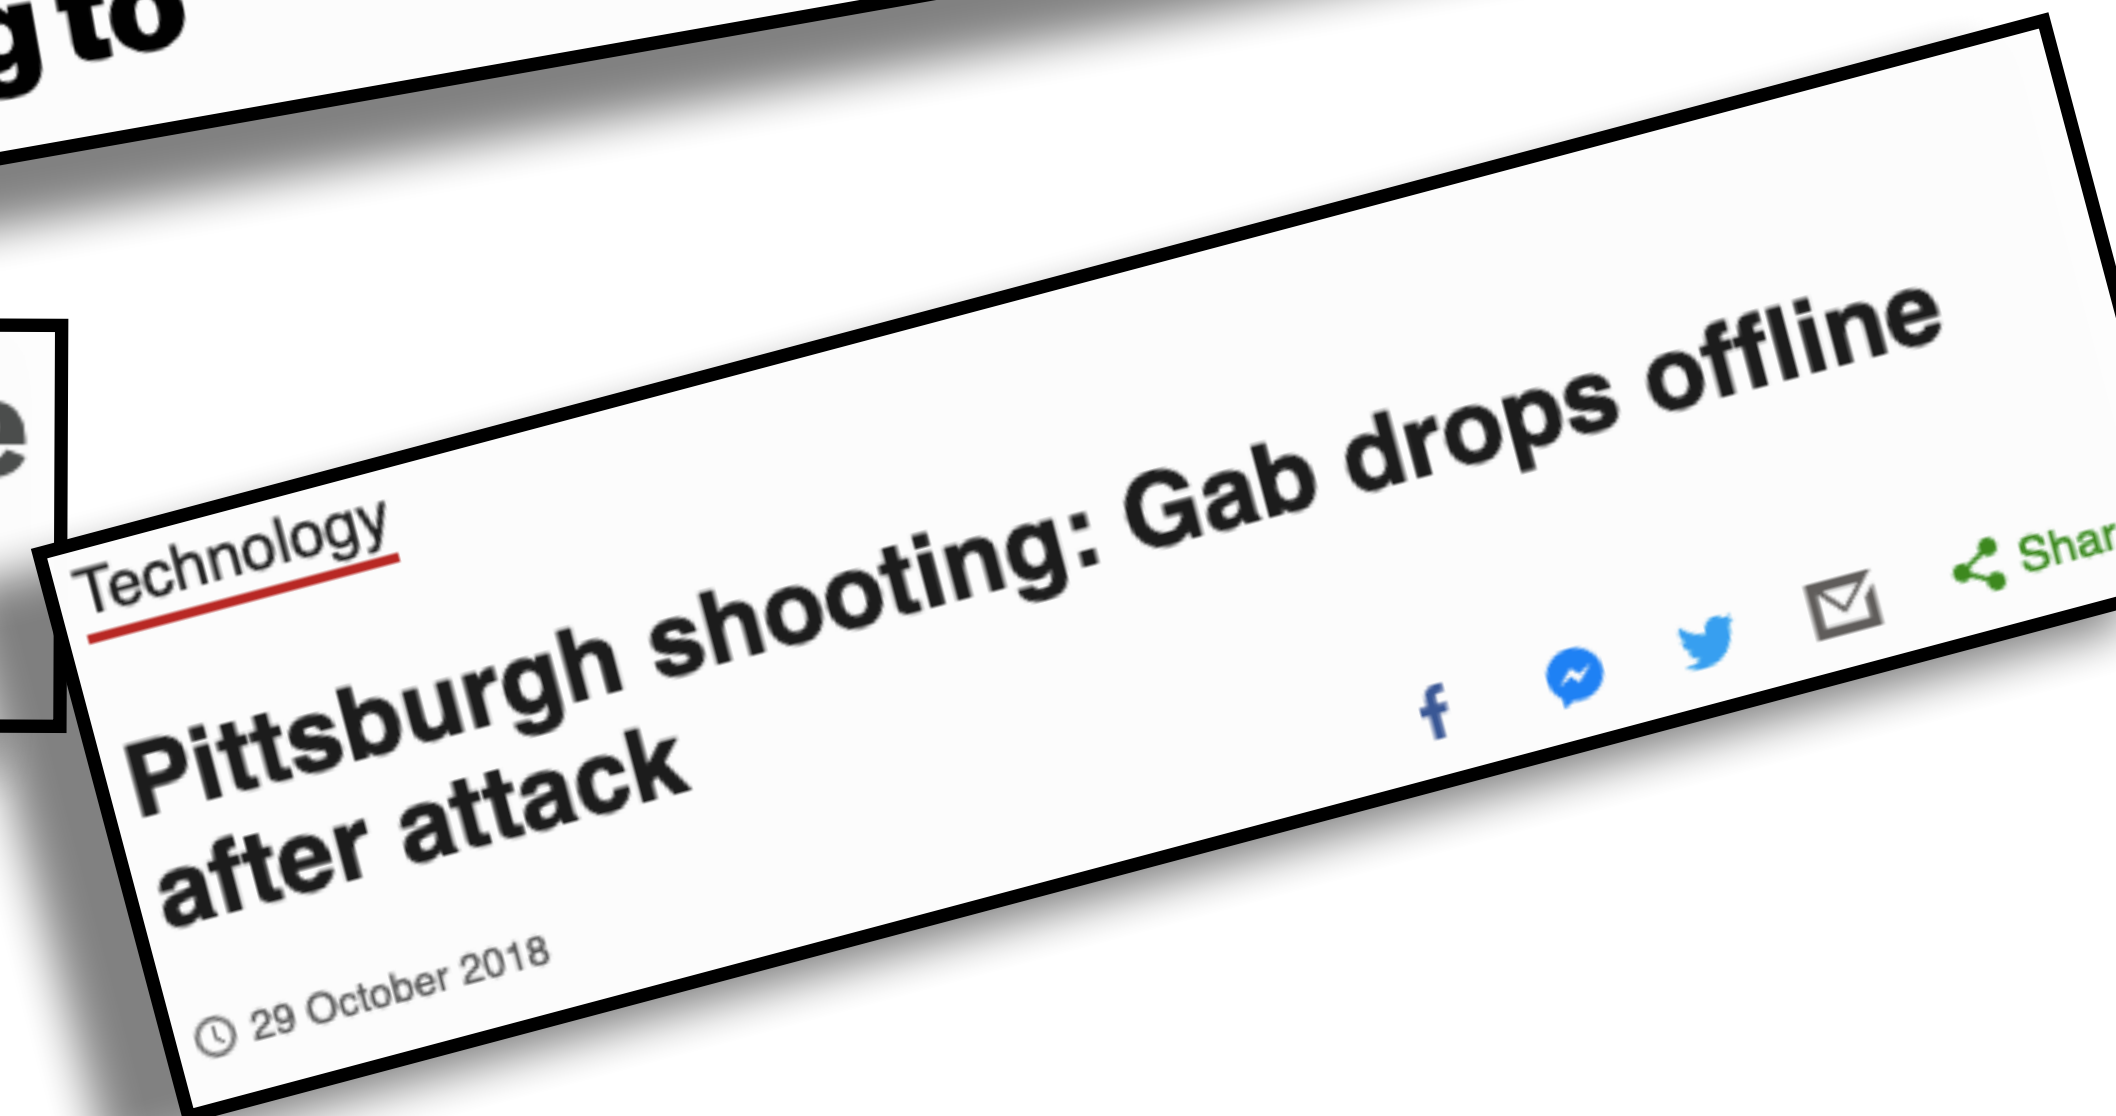 g to
e
Technology
Pittsburgh shooting: Gab drops offline
after attack
29 October 2018
Shar